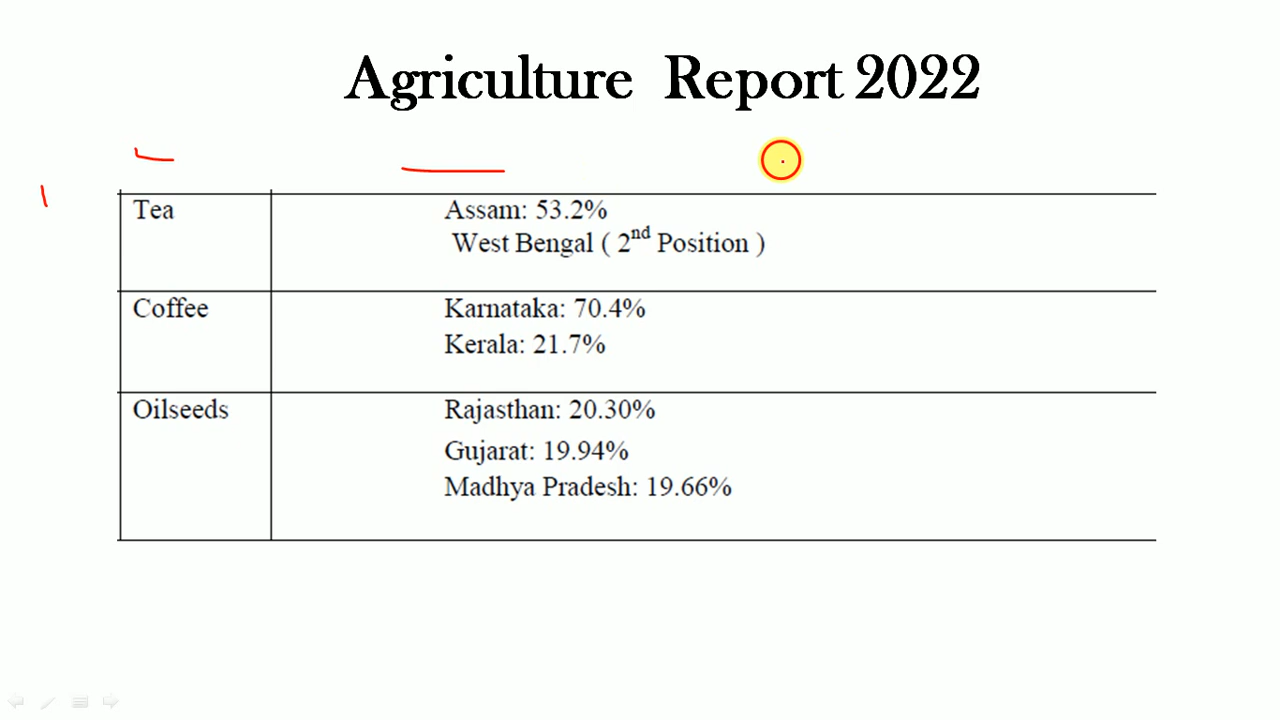 Agriculture Report 2022
Tea
Assam: 53.2%
West Bengal ( 2nd Position )
Coffee
Karnataka: 70.4%
Kerala: 21.7%
Oilseeds
Rajasthan: 20.30%
Gujarat: 19.94%
Madhya Pradesh: 19.66%